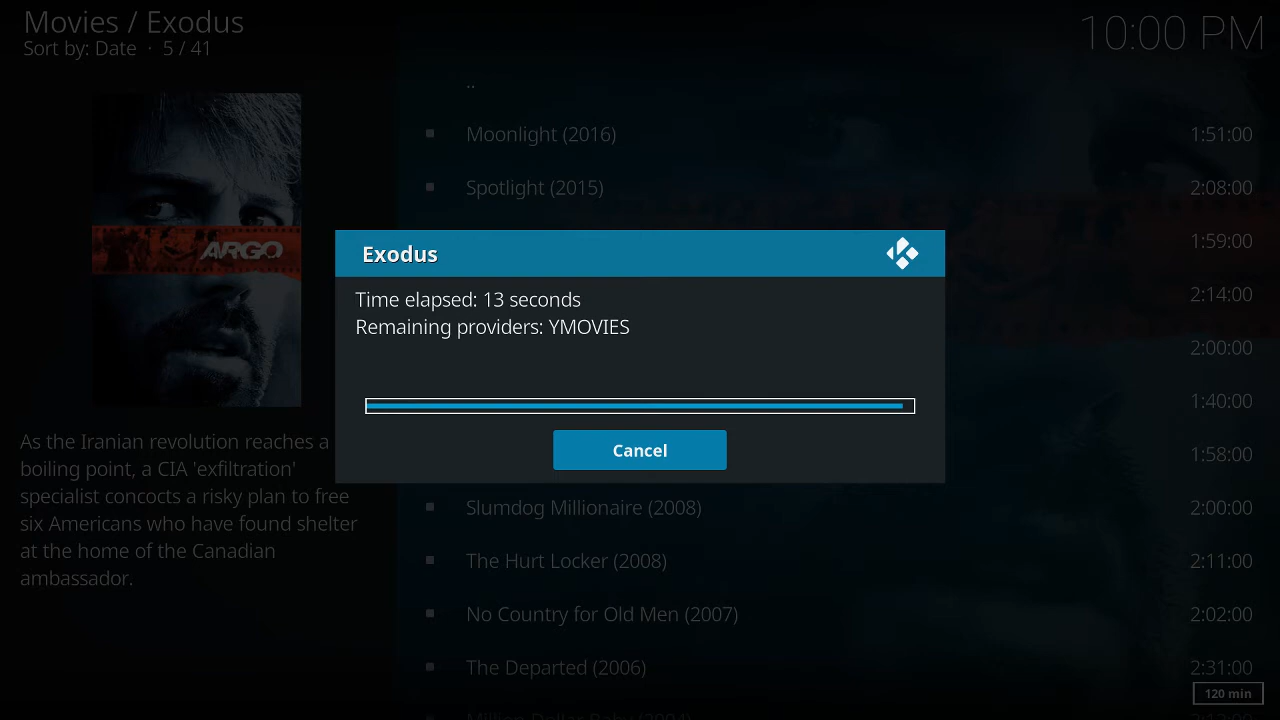 Movies / Exodus
Sort by: Date · 5 / 41
10:00 PM
..
Moonlight (2016) 1:51:00
Spotlight (2015) 2:08:00
1:59:00
2:14:00
2:00:00
1:40:00
1:58:00
Slumdog Millionaire (2008) 2:00:00
The Hurt Locker (2008) 2:11:00
No Country for Old Men (2007) 2:02:00
The Departed (2006) 2:31:00
Million Dollar Baby (2004)
120 min
ARGO
As the Iranian revolution reaches a
boiling point, a CIA 'exfiltration'
specialist concocts a risky plan to free
six Americans who have found shelter
at the home of the Canadian
ambassador.
Exodus
Time elapsed: 13 seconds
Remaining providers: YMOVIES
Cancel